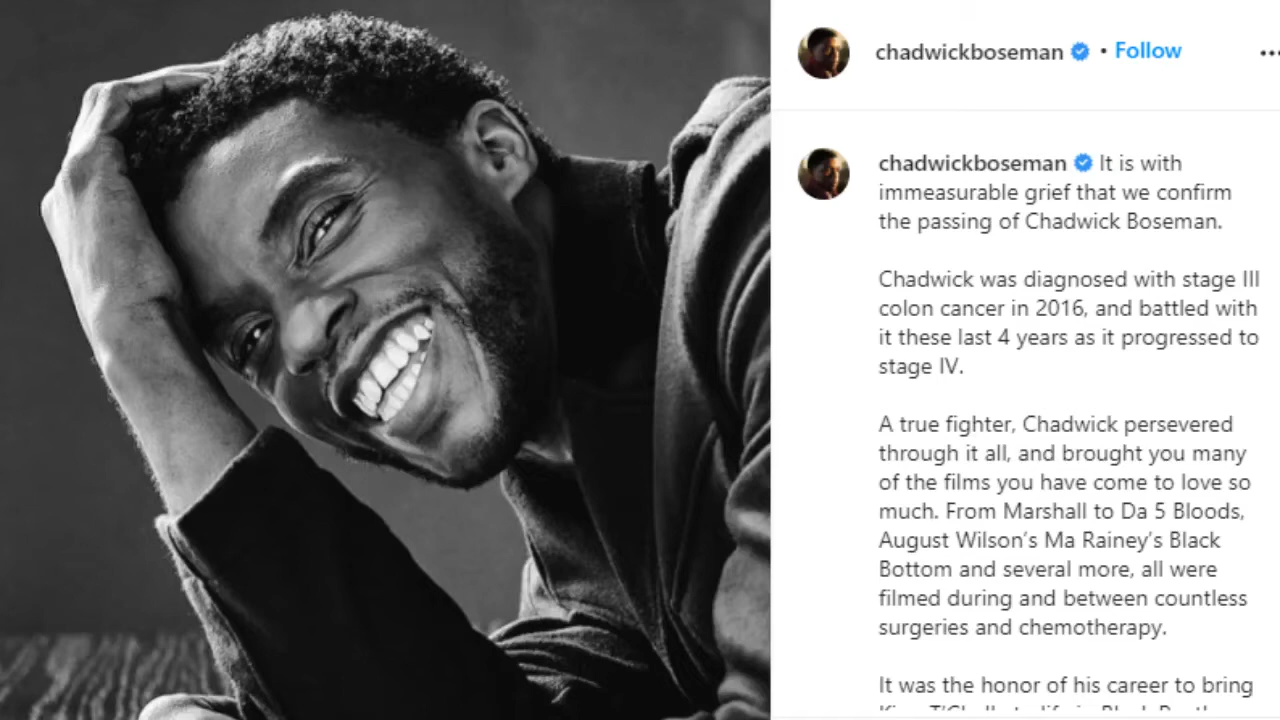 chadwickboseman • Follow
chadwickboseman It is with
immeasurable grief that we confirm
the passing of Chadwick Boseman.
Chadwick was diagnosed with stage III
colon cancer in 2016, and battled with
it these last 4 years as it progressed to
stage IV.
A true fighter, Chadwick persevered
through it all, and brought you many
of the films you have come to love so
much. From Marshall to Da 5 Bloods,
August Wilson’s Ma Rainey’s Black
Bottom and several more, all were
filmed during and between countless
surgeries and chemotherapy.
It was the honor of his career to bring